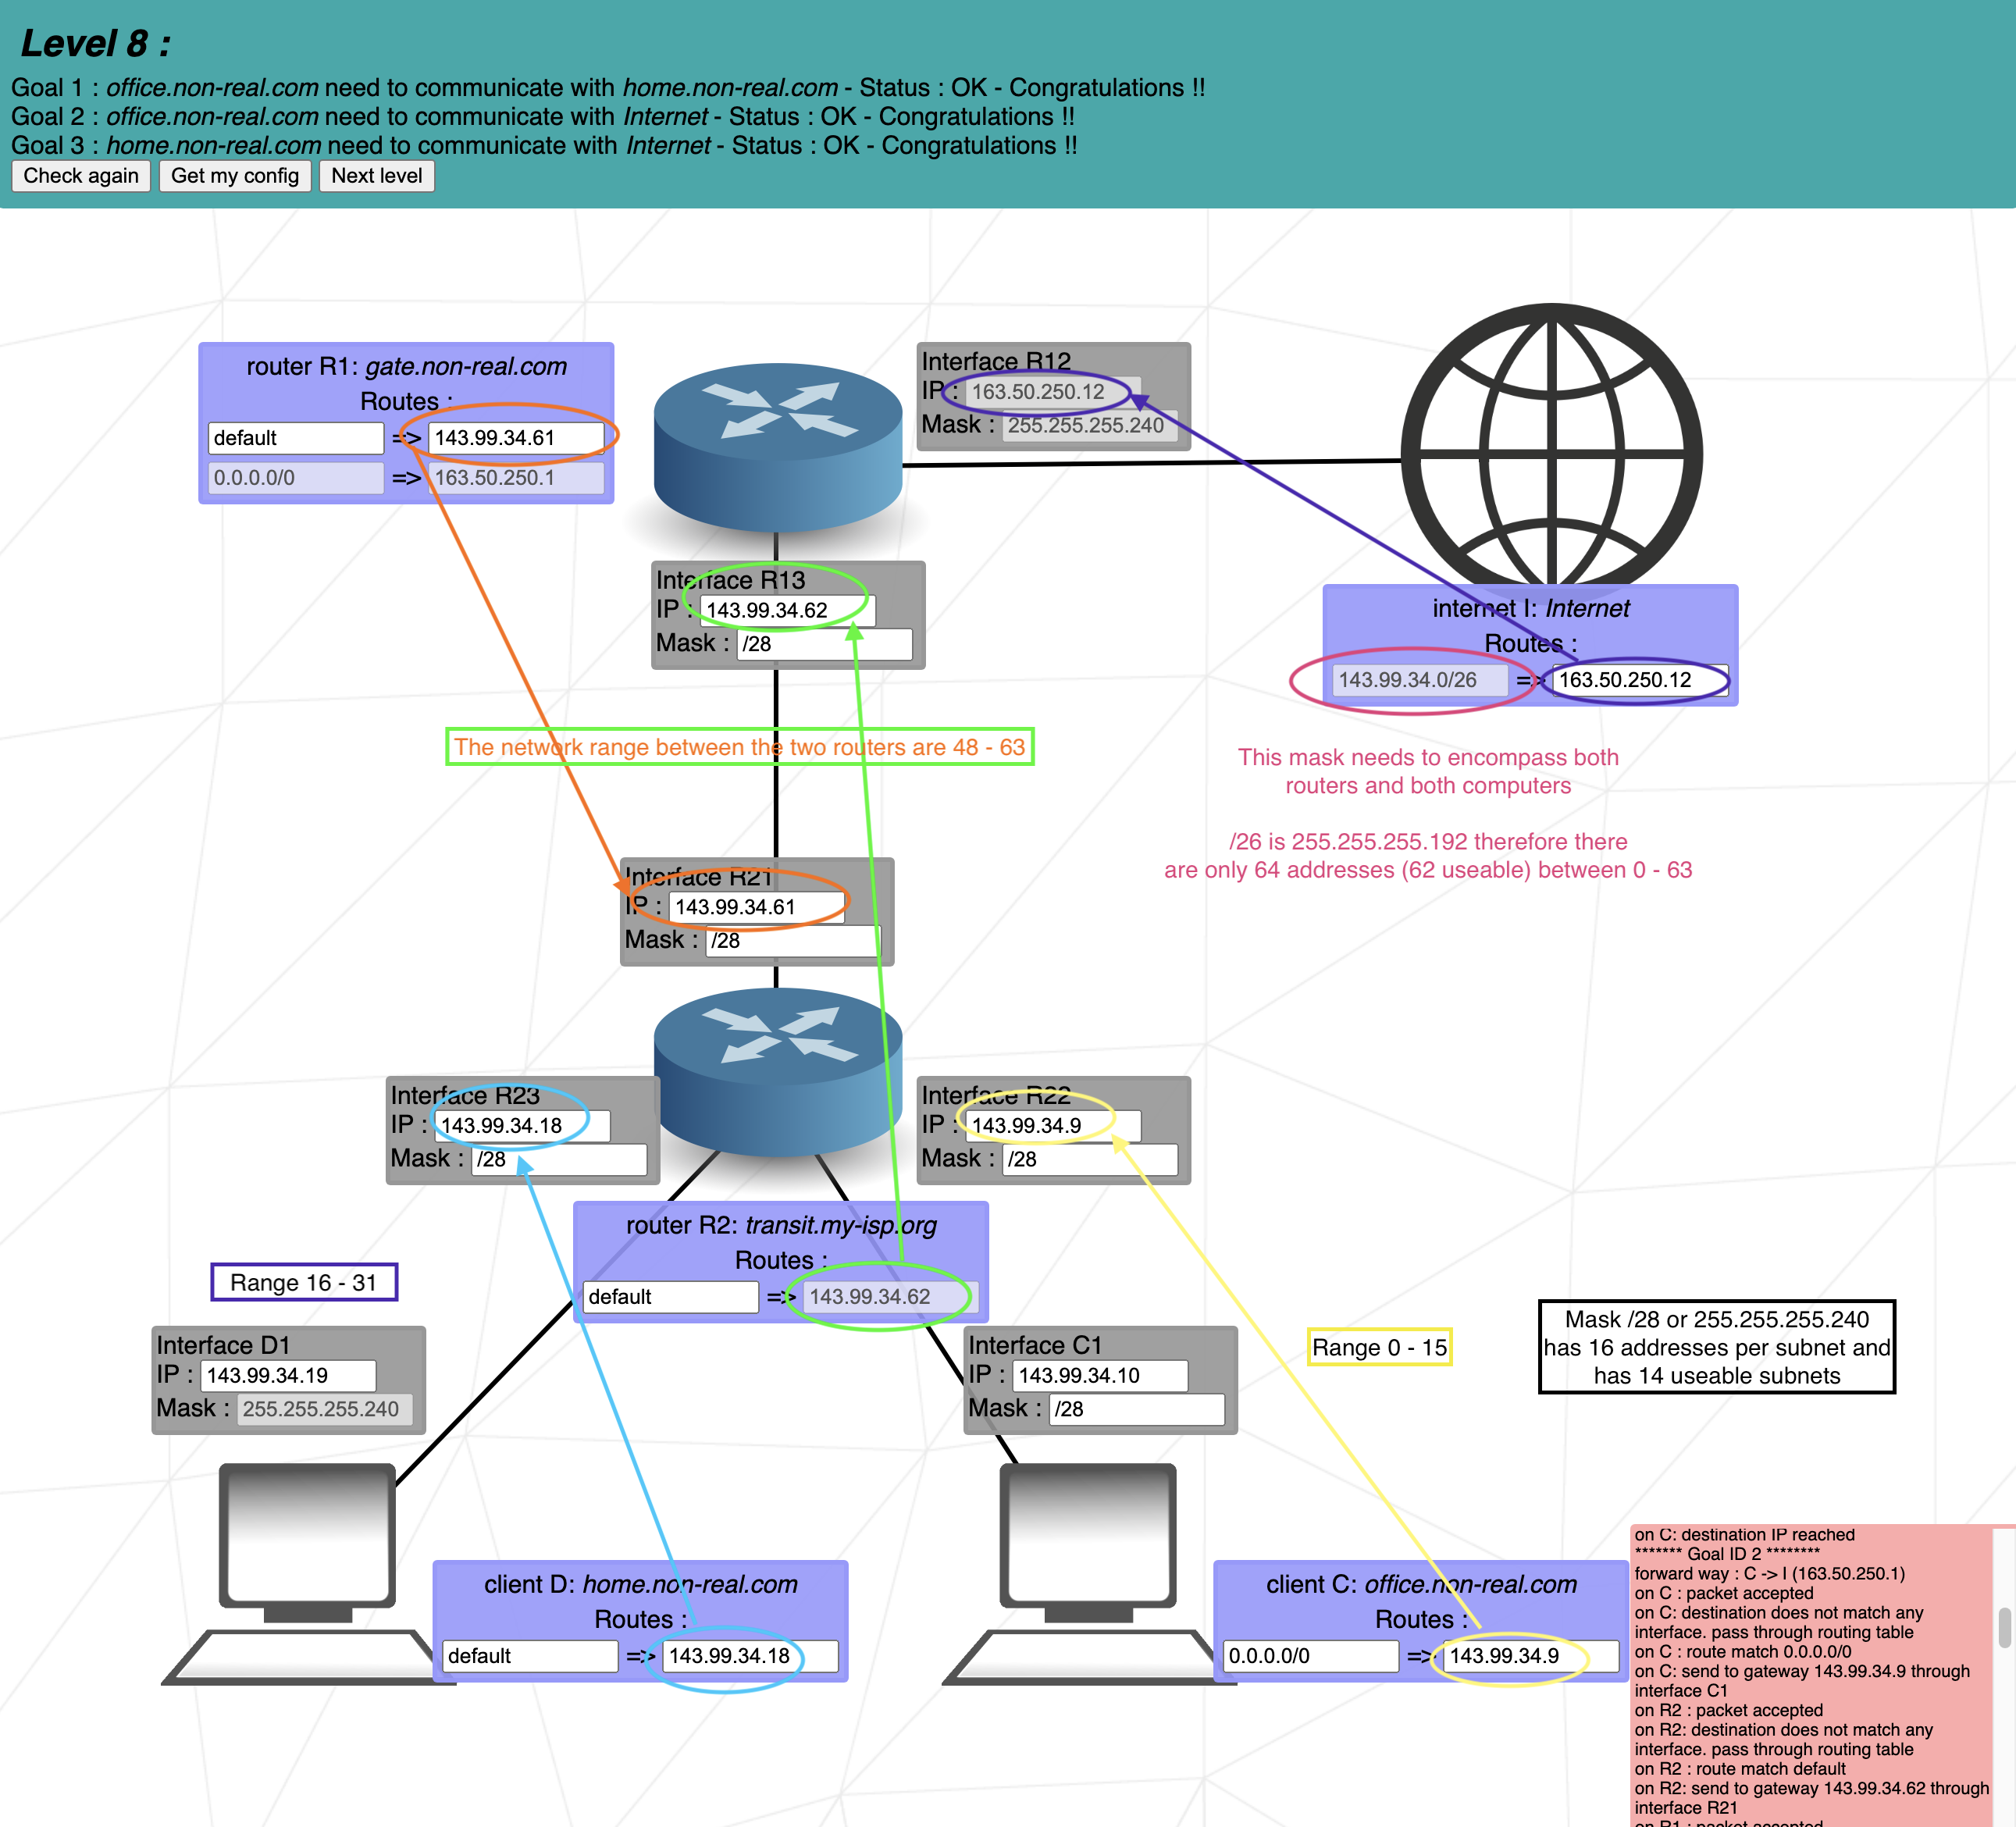 Level 8 :
Goal 1 : office.non-real.com need to communicate with home.non-real.com - Status : OK - Congratulations !!
Goal 2 : office.non-real.com need to communicate with Internet - Status : OK - Congratulations !!
Goal 3 : home.non-real.com need to communicate with Internet - Status : OK - Congratulations !!
Check again Get my config Next level
router R1: gate.non-real.com
Routes :
default => 143.99.34.61
0.0.0.0/0 => 163.50.250.1
Interface R12
IP : 163.50.250.12
Mask : 255.255.255.240
Interface R13
IP : 143.99.34.62
Mask : /28
internet I: Internet
Routes :
143.99.34.0/26 => 163.50.250.12
The network range between the two routers are 48 - 63
This mask needs to encompass both
routers and both computers
/26 is 255.255.255.192 therefore there
are only 64 addresses (62 useable) between 0 - 63
Interface R21
IP : 143.99.34.61
Mask : /28
Interface R23
IP : 143.99.34.18
Mask : /28
Interface R22
IP : 143.99.34.9
Mask : /28
router R2: transit.my-isp.org
Routes :
default => 143.99.34.62
Range 16 - 31
Interface D1
IP : 143.99.34.19
Mask : 255.255.255.240
Interface C1
IP : 143.99.34.10
Mask : /28
Range 0 - 15
Mask /28 or 255.255.255.240
has 16 addresses per subnet and
has 14 useable subnets
client D: home.non-real.com
Routes :
default => 143.99.34.18
client C: office.non-real.com
Routes :
0.0.0.0/0 => 143.99.34.9
on C: destination IP reached
******* Goal ID 2 ********
forward way : C -> I (163.50.250.1)
on C : packet accepted
on C: destination does not match any
interface. pass through routing table
on C : route match 0.0.0.0/0
on C: send to gateway 143.99.34.9 through
interface C1
on R2 : packet accepted
on R2: destination does not match any
interface. pass through routing table
on R2 : route match default
on R2: send to gateway 143.99.34.62 through
interface R21
on R1 : packet accepted